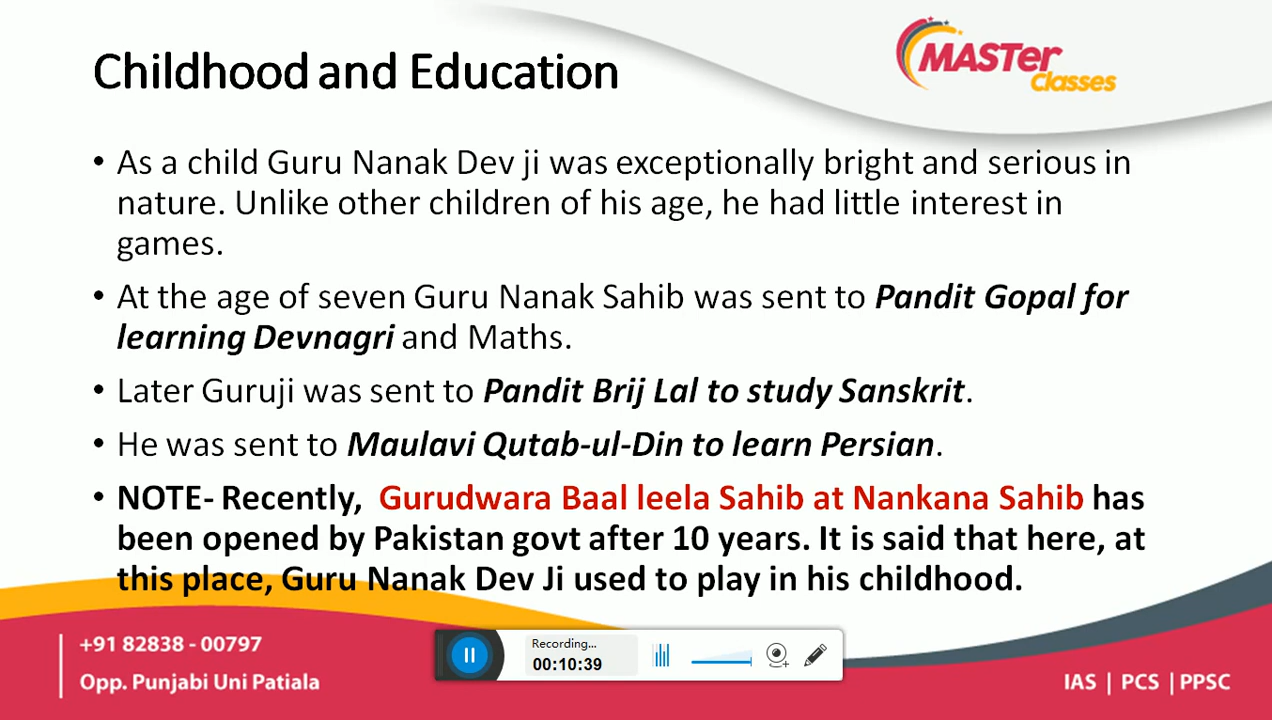 Childhood and Education
MASTer
Classes
• As a child Guru Nanak Dev ji was exceptionally bright and serious in
nature. Unlike other children of his age, he had little interest in
games.
• At the age of seven Guru Nanak Sahib was sent to Pandit Gopal for
learning Devnagri and Maths.
• Later Guruji was sent to Pandit Brij Lal to study Sanskrit.
• He was sent to Maulavi Qutab-ul-Din to learn Persian.
• NOTE- Recently, Gurudwara Baal leela Sahib at Nankana Sahib has
been opened by Pakistan govt after 10 years. It is said that here, at
this place, Guru Nanak Dev Ji used to play in his childhood.
+91 82838 - 00797
Opp. Punjabi Uni Patiala
Recording...
00:10:39
IAS | PCS | PPSC